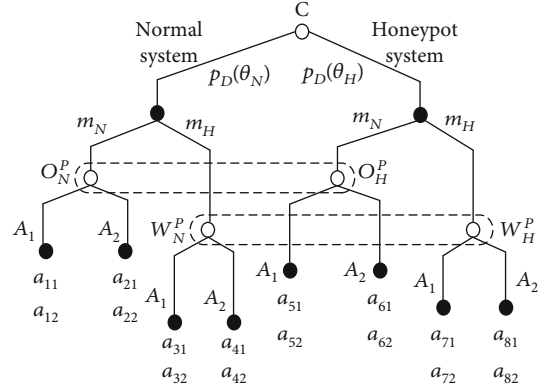 C
Normal system
Honeypot system
p_D(θ_N)
p_D(θ_H)
m_N
m_H
m_N
m_H
O_N^P
O_H^P
A_1
A_2
W_N^P
W_H^P
a_11
a_12
a_21
a_22
A_1
A_2
A_1
A_2
A_1
A_2
a_51
a_52
a_61
a_62
a_31
a_32
a_41
a_42
a_71
a_72
a_81
a_82